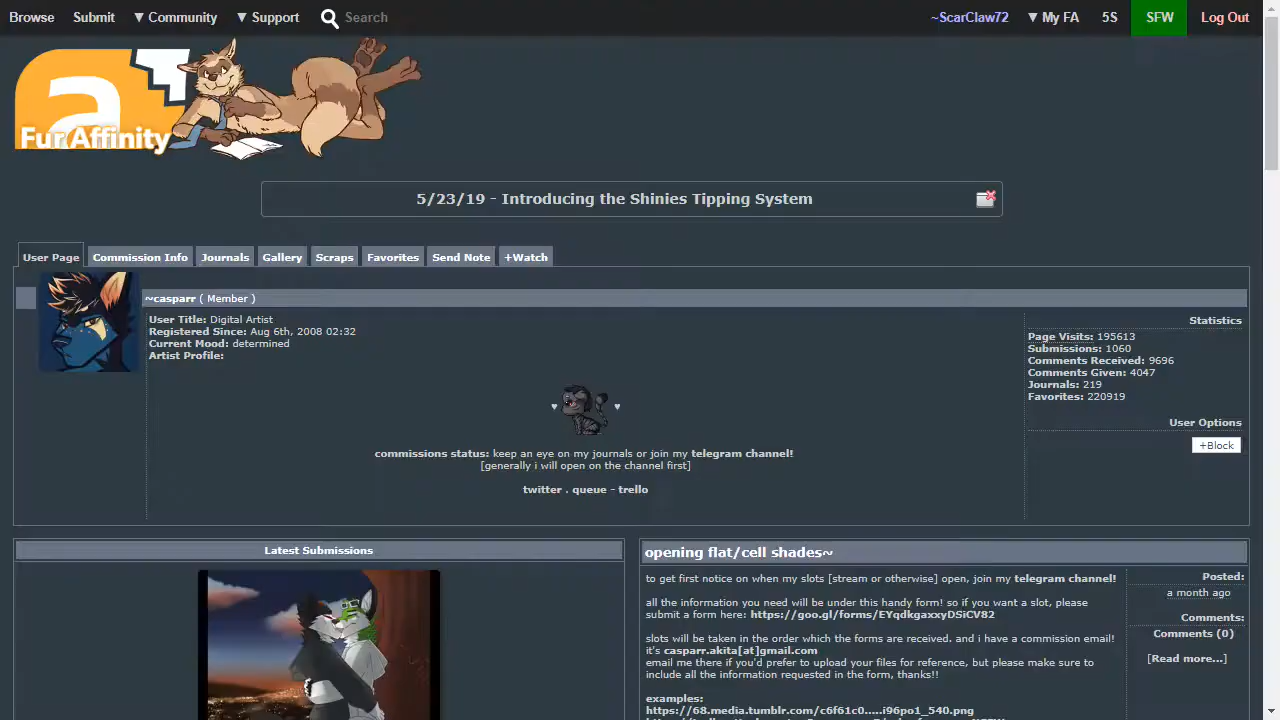 Browse Submit ▼ Community ▼ Support Search ~ScarClaw72 ▼ My FA 5S SFW Log Out
a
Fur Affinity
5/23/19 - Introducing the Shinies Tipping System
User Page Commission Info Journals Gallery Scraps Favorites Send Note +Watch
~casparr ( Member )
User Title: Digital Artist
Registered Since: Aug 6th, 2008 02:32
Current Mood: determined
Artist Profile:
♥ ♥
commissions status: keep an eye on my journals or join my telegram channel!
[generally i will open on the channel first]
twitter . queue - trello
Statistics
Page Visits: 195613
Submissions: 1060
Comments Received: 9696
Comments Given: 4047
Journals: 219
Favorites: 220919
User Options
+Block
Latest Submissions
opening flat/cell shades~
to get first notice on when my slots [stream or otherwise] open, join my telegram channel!
all the information you need will be under this handy form! so if you want a slot, please
submit a form here: https://goo.gl/forms/EYqdkgaxxyDSiCV82
slots will be taken in the order which the forms are received. and i have a commission email!
it's casparr.akita[at]gmail.com
email me there if you'd prefer to upload your files for reference, but please make sure to
include all the information requested in the form, thanks!!
examples:
https://68.media.tumblr.com/c6f61c0.....i96po1_540.png
Posted:
a month ago
Comments:
Comments (0)
[Read more...]